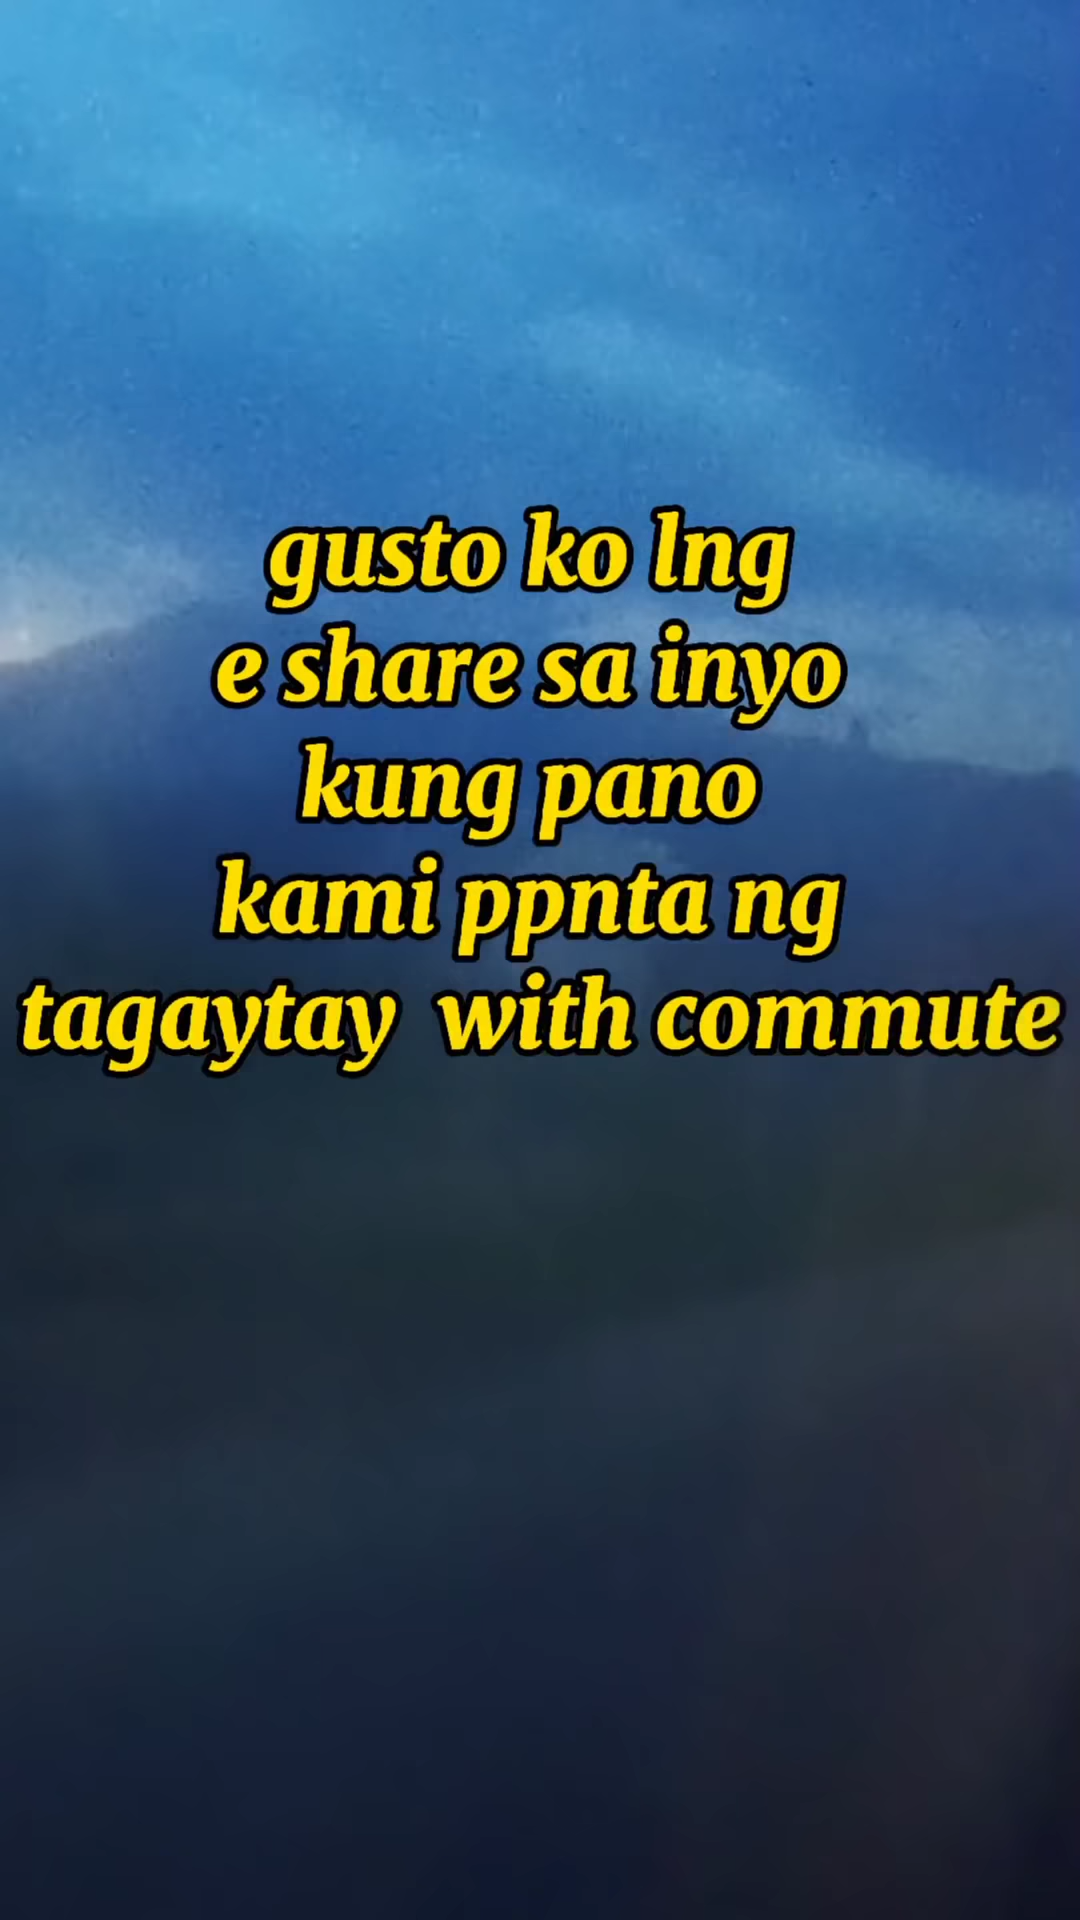 gusto ko lng
e share sa inyo
kung pano
kami ppnta ng
tagaytay with commute